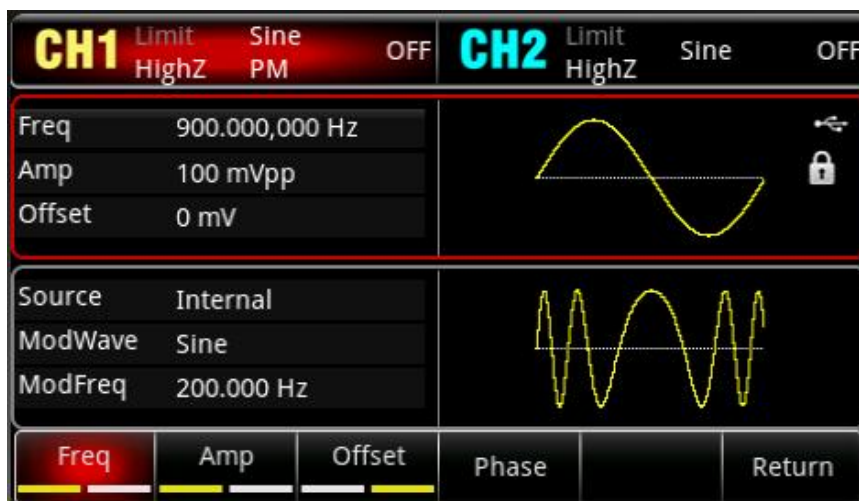 CH1 Limit Sine OFF CH2 Limit Sine OFF
HighZ PM HighZ
Freq 900.000,000 Hz
Amp 100 mVpp
Offset 0 mV
Source Internal
ModWave Sine
ModFreq 200.000 Hz
Freq Amp Offset Phase Return